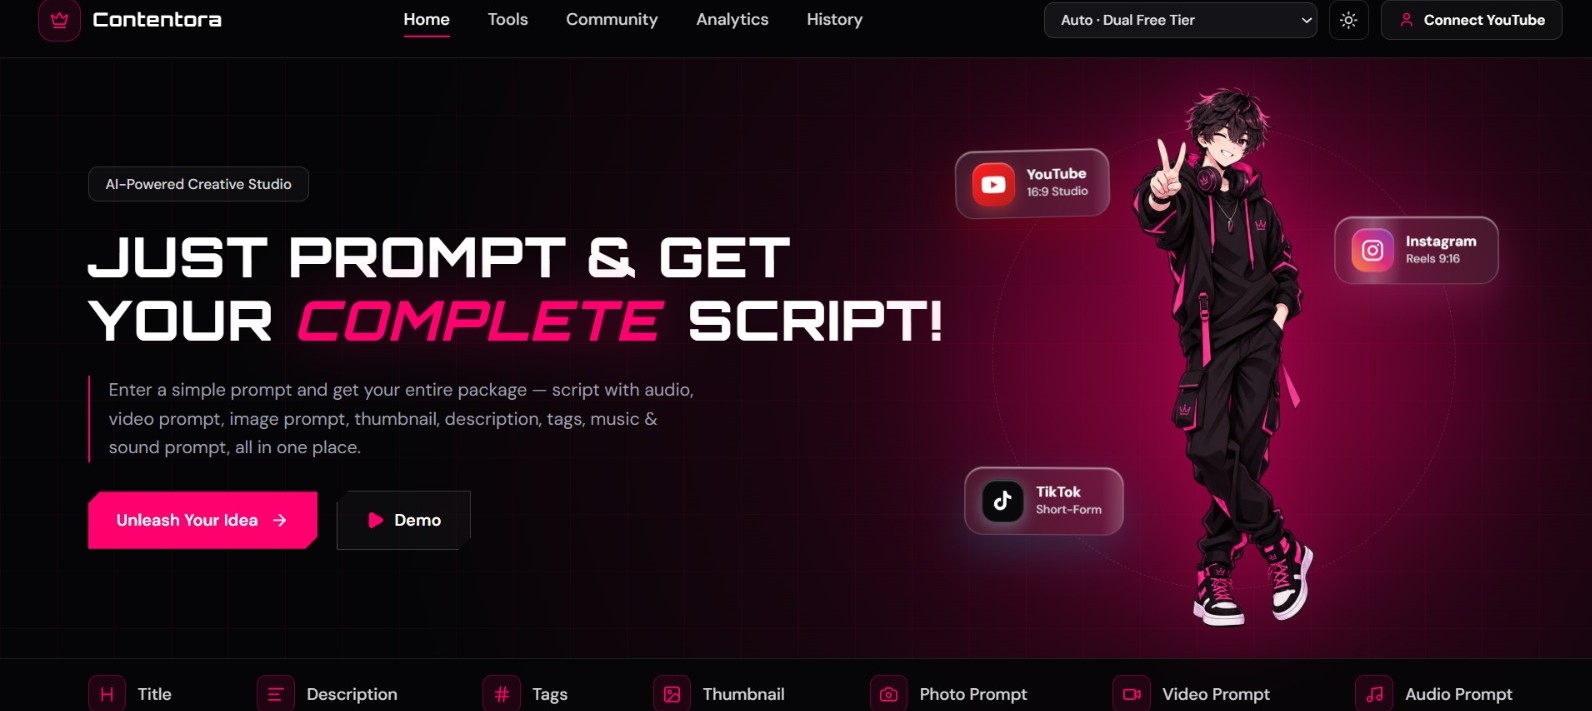 Contentora
Home
Tools
Community
Analytics
History
Auto · Dual Free Tier
Connect YouTube
AI-Powered Creative Studio
JUST PROMPT & GET
YOUR COMPLETE SCRIPT!
Enter a simple prompt and get your entire package — script with audio,
video prompt, image prompt, thumbnail, description, tags, music &
sound prompt, all in one place.
Unleash Your Idea →
Demo
YouTube
16:9 Studio
Instagram
Reels 9:16
TikTok
Short-Form
H Title
Description
# Tags
Thumbnail
Photo Prompt
Video Prompt
Audio Prompt